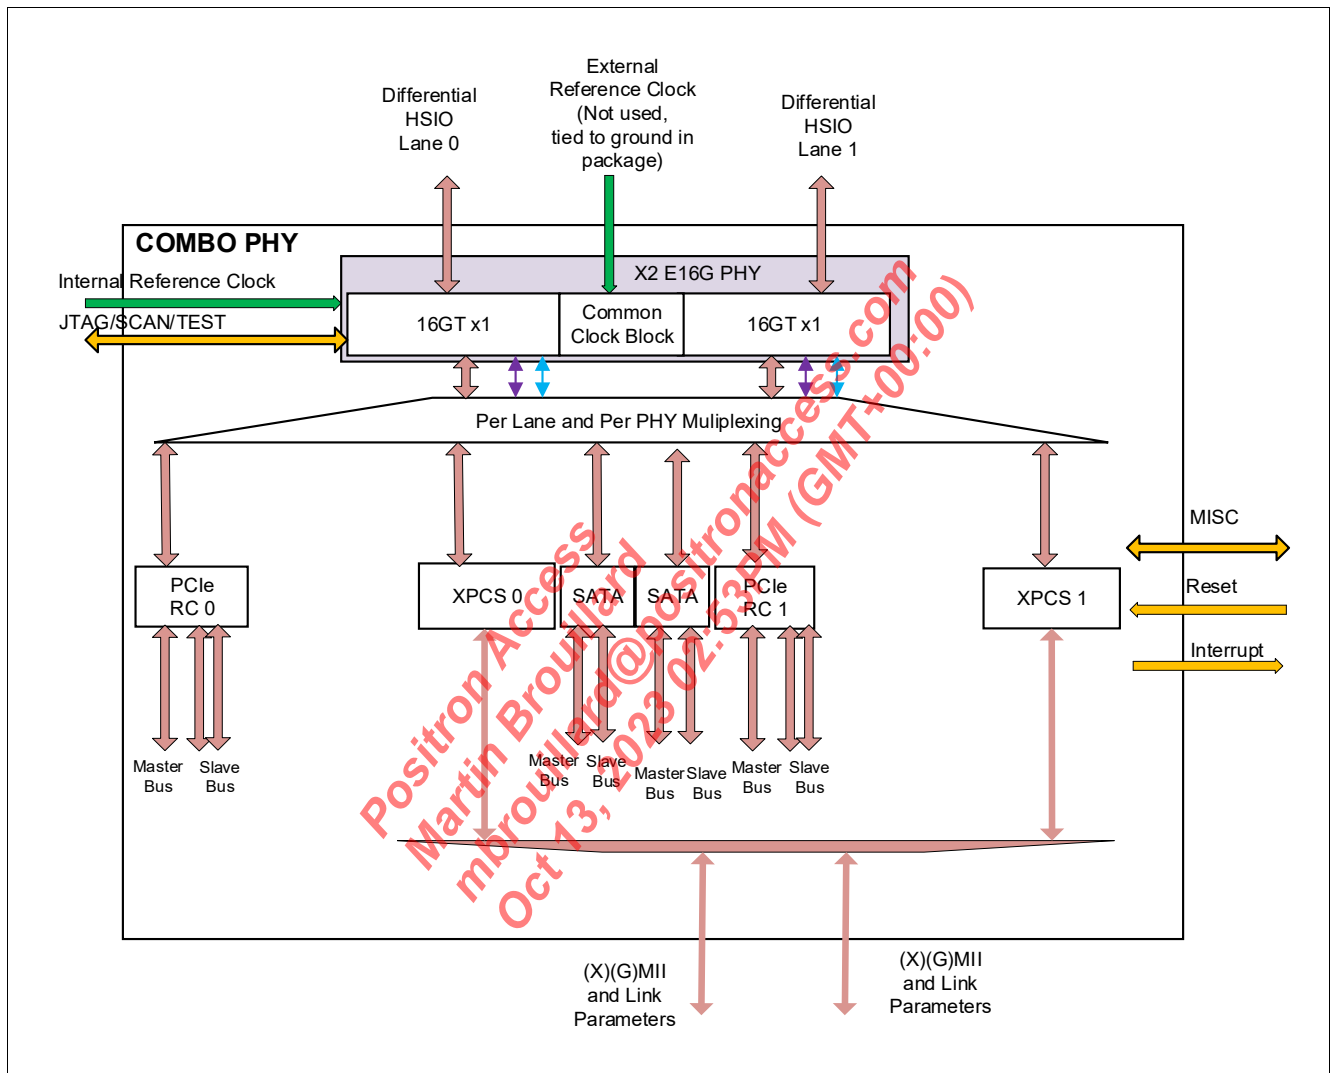 Differential
HSIO
Lane 0
External
Reference Clock
(Not used,
tied to ground in
package)
Differential
HSIO
Lane 1
COMBO PHY
Internal Reference Clock
JTAG/SCAN/TEST
X2 E16G PHY
16GT x1
Common
Clock Block
16GT x1
Per Lane and Per PHY Muliplexing
MISC
Reset
Interrupt
PCIe
RC 0
XPCS 0
SATA
SATA
PCIe
RC 1
XPCS 1
Master
Bus
Slave
Bus
Master
Bus
Slave
Bus
Master
Bus
Slave
Bus
Master
Bus
Slave
Bus
(X)(G)MII
and Link
Parameters
(X)(G)MII
and Link
Parameters
Positron Access
Martin Brouillard
mbrouillard@positronaccess.com
Oct 13, 2023 02:53PM (GMT+00:00)